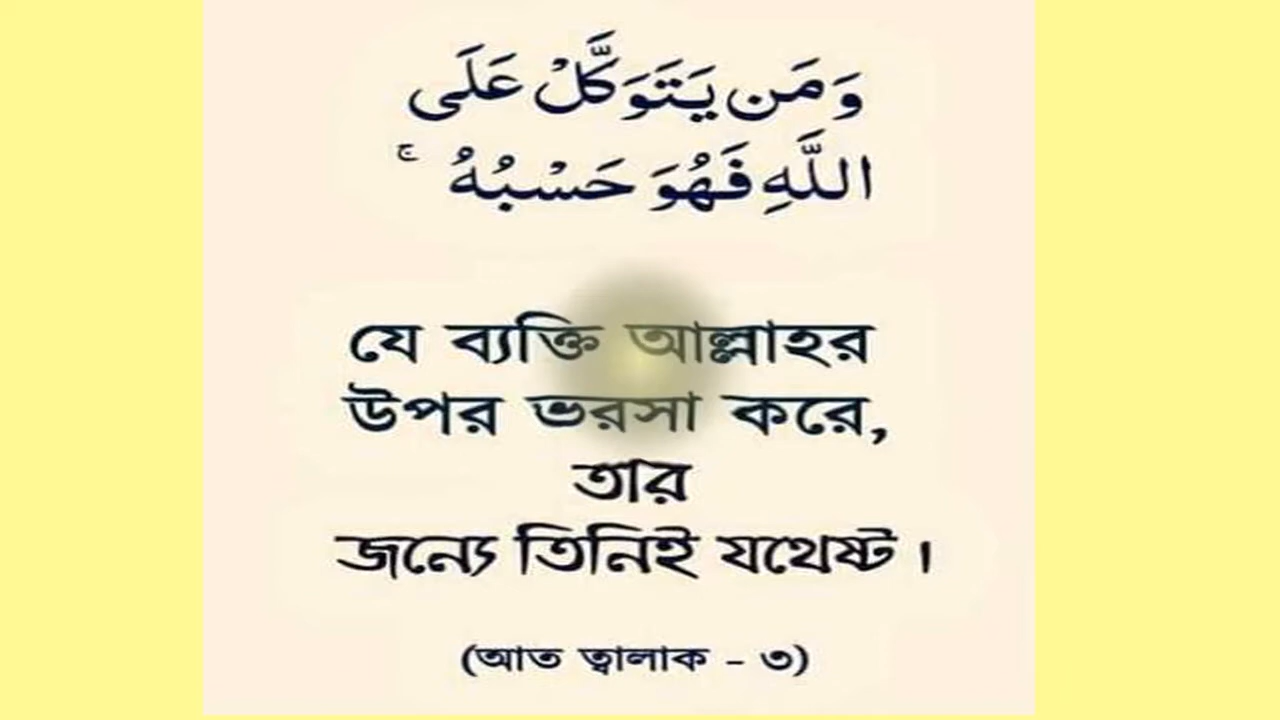 وَمَن يَتَوَكَّلْ عَلَى
اللَّهِ فَهُوَ حَسْبُهُ ۚ
যে ব্যক্তি আল্লাহর
উপর ভরসা করে,
তার
জন্যে তিনিই যথেষ্ট।
(আত ত্বালাক - ৩)